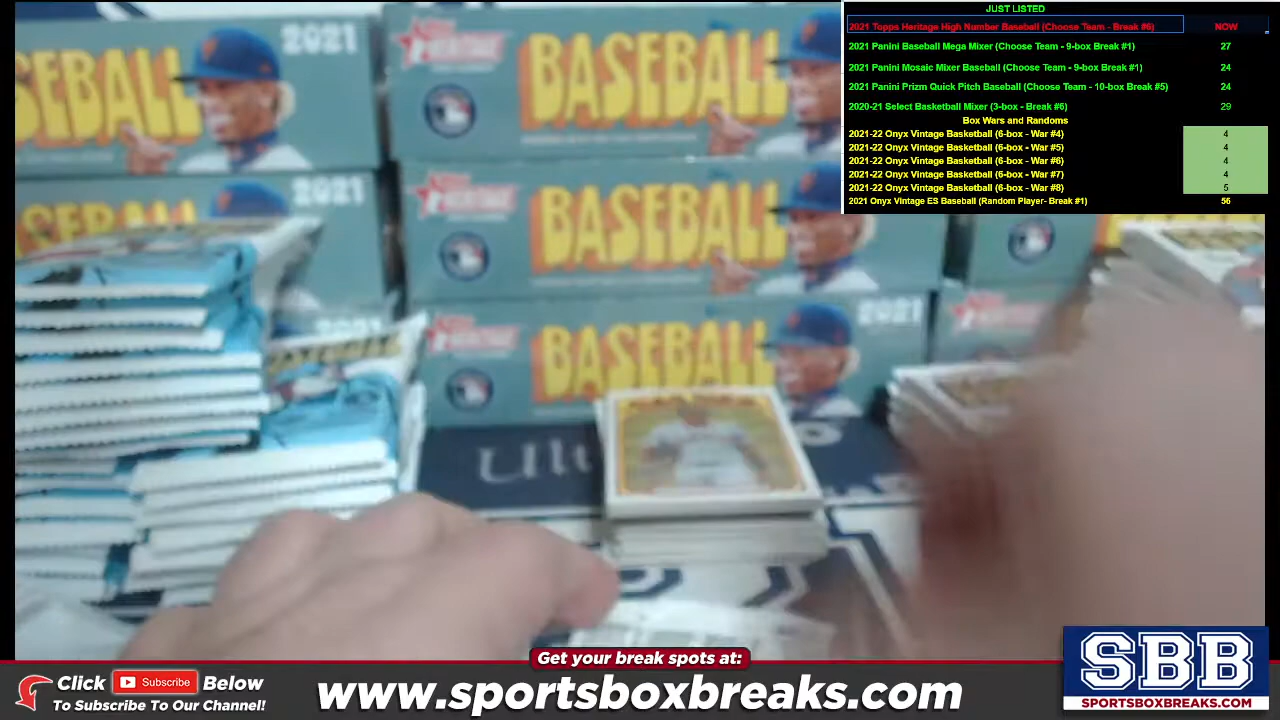 JUST LISTED
2021 Topps Heritage High Number Baseball (Choose Team - Break #6) NOW
2021 Panini Baseball Mega Mixer (Choose Team - 9-box Break #1) 27
2021 Panini Mosaic Mixer Baseball (Choose Team - 9-box Break #1) 24
2021 Panini Prizm Quick Pitch Baseball (Choose Team - 10-box Break #5) 24
2020-21 Select Basketball Mixer (3-box - Break #6) 29
Box Wars and Randoms
2021-22 Onyx Vintage Basketball (6-box - War #4) 4
2021-22 Onyx Vintage Basketball (6-box - War #5) 4
2021-22 Onyx Vintage Basketball (6-box - War #6) 4
2021-22 Onyx Vintage Basketball (6-box - War #7) 4
2021-22 Onyx Vintage Basketball (6-box - War #8) 5
2021 Onyx Vintage ES Baseball (Random Player- Break #1) 56
2021
BASEBALL
BASEBALL
2021
BASEBALL
2021
BASEBALL
2021
Ult
Get your break spots at:
Click Subscribe Below
To Subscribe To Our Channel!
www.sportsboxbreaks.com
SBB
SPORTSBOXBREAKS.COM